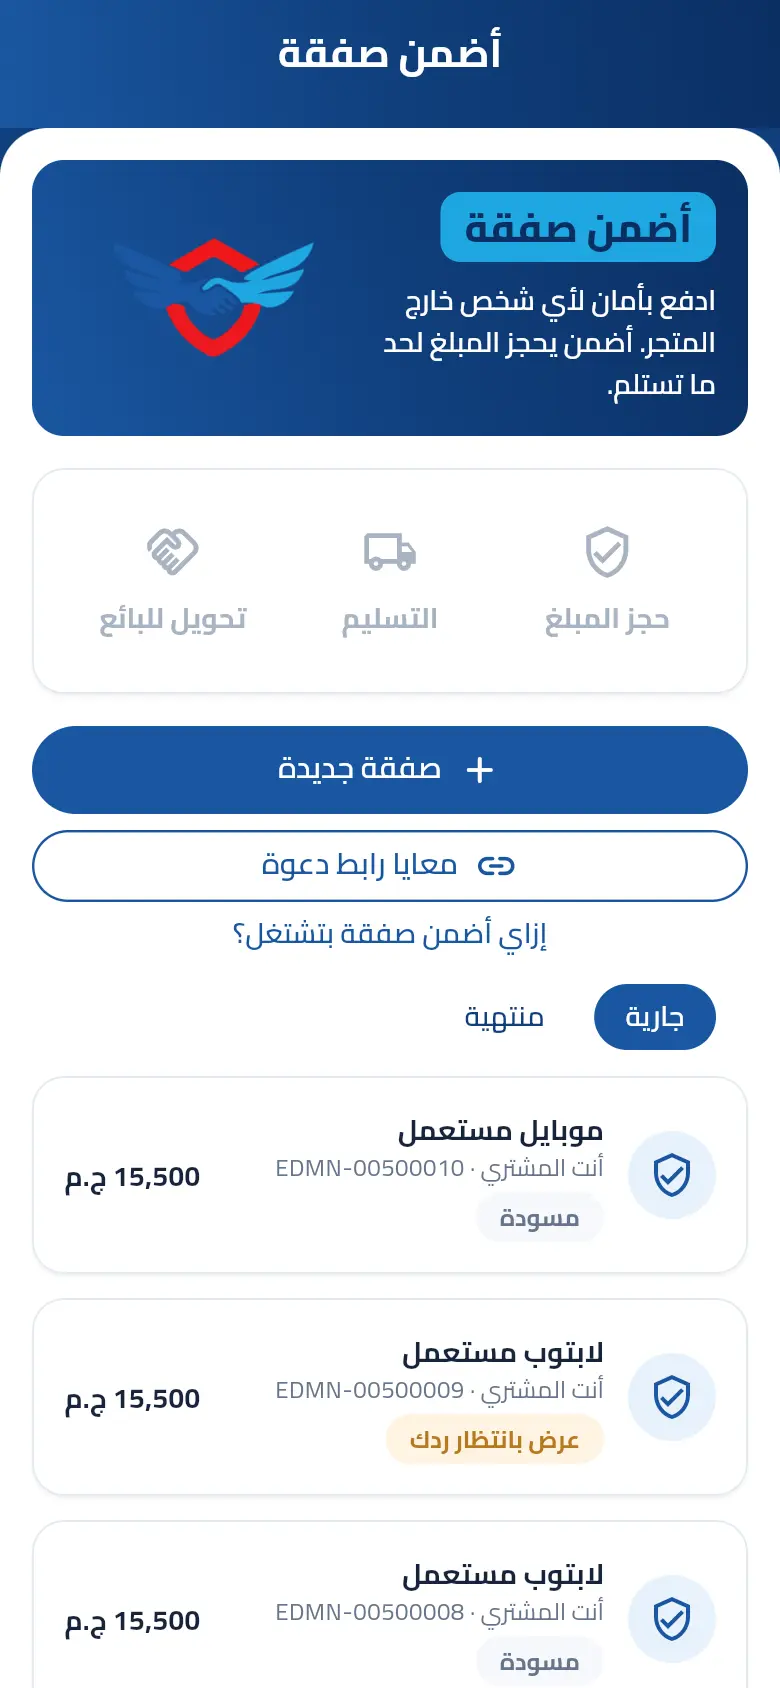 أضمن صفقة
أضمن صفقة
ادفع بأمان لأي شخص خارج
المتجر. أضمن يحجز المبلغ لحد
ما تستلم.
حجز المبلغ
التسليم
تحويل للبائع
صفقة جديدة
معايا رابط دعوة
إزاي أضمن صفقة بتشتغل؟
جارية
منتهية
موبايل مستعمل
أنت المشتري · EDMN-00500010
15,500 ج.م
مسودة
لابتوب مستعمل
أنت المشتري · EDMN-00500009
15,500 ج.م
عرض بانتظار ردك
لابتوب مستعمل
أنت المشتري · EDMN-00500008
15,500 ج.م
مسودة